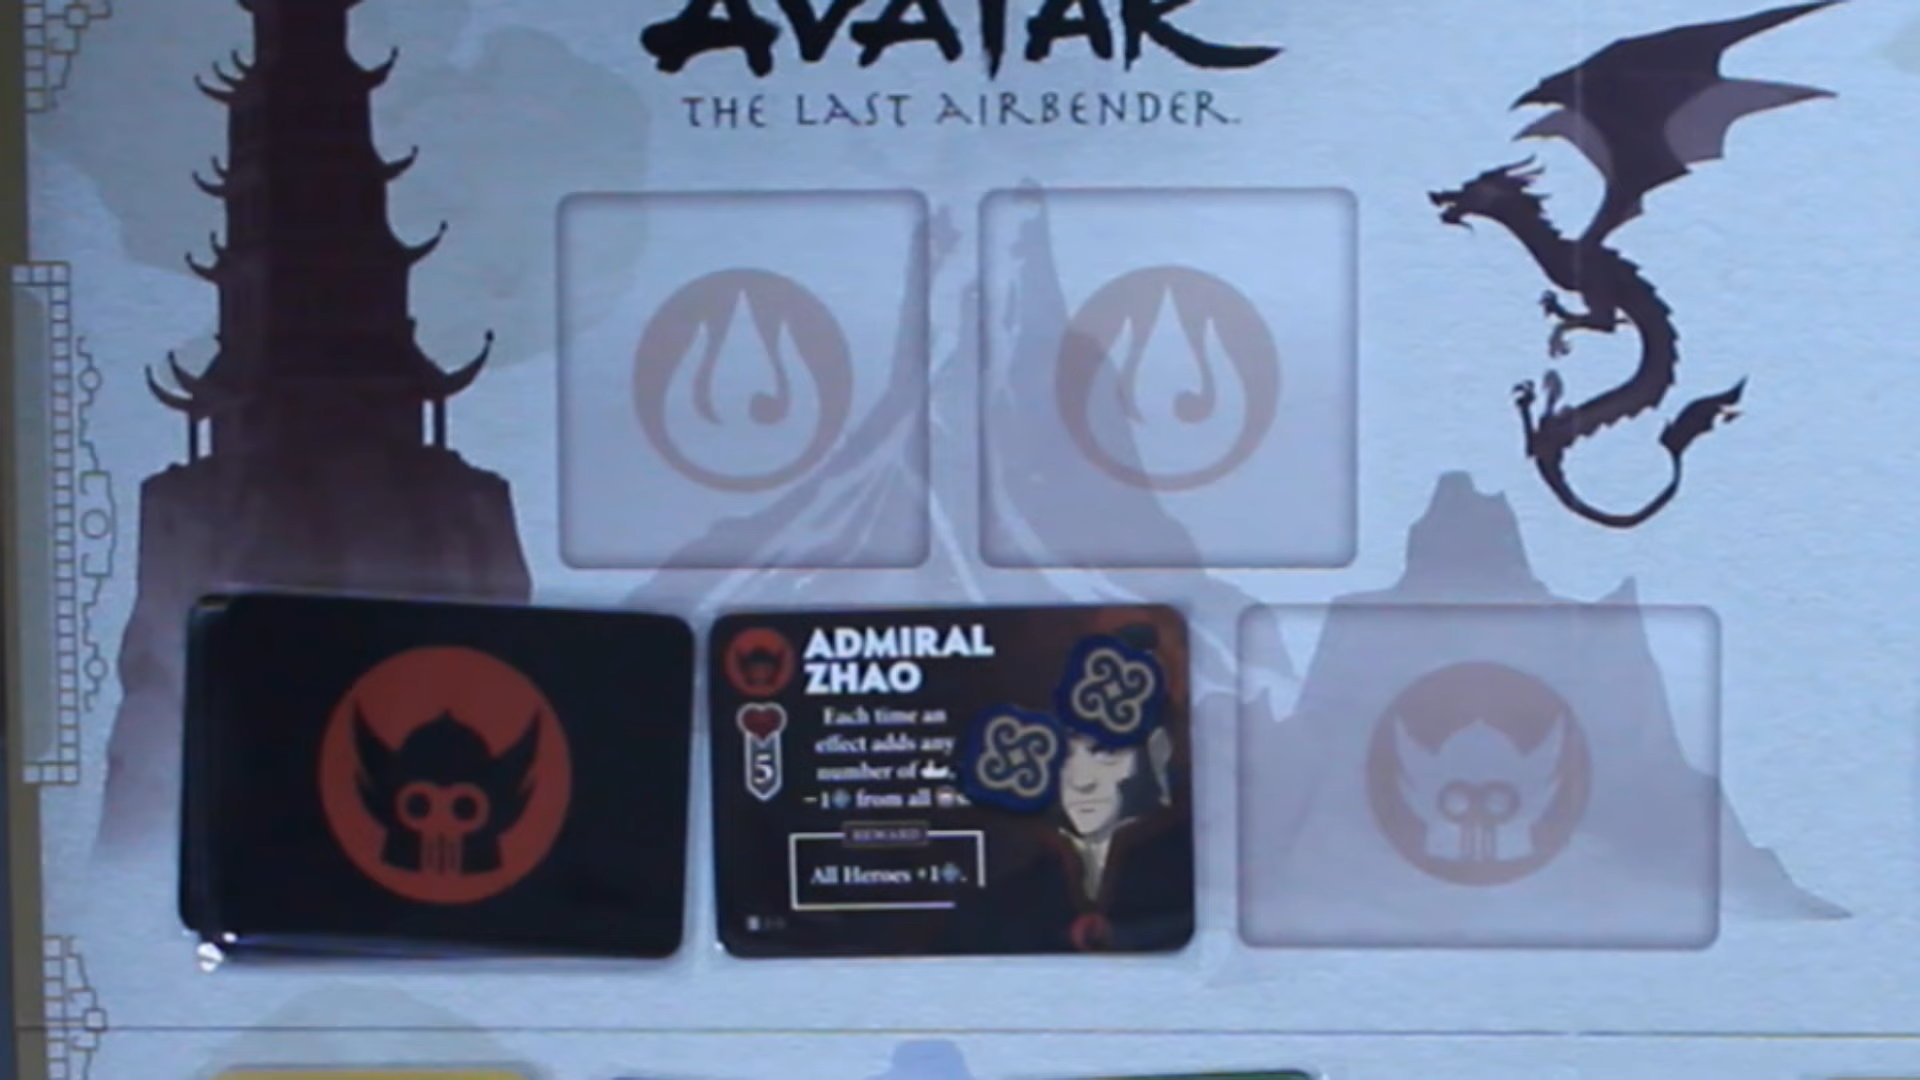 AVATAR
THE LAST AIRBENDER
ADMIRAL
ZHAO
Each time an
effect adds any
number of
-1 from all
5
REWARD
All Heroes +1.